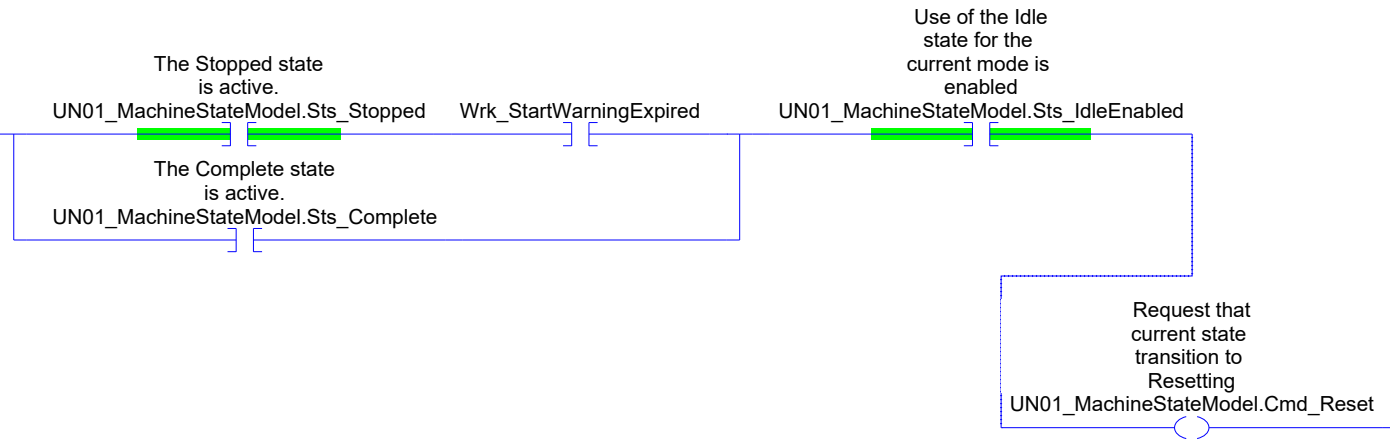 The Stopped state
is active.
UN01_MachineStateModel.Sts_Stopped
Wrk_StartWarningExpired
Use of the Idle
state for the
current mode is
enabled
UN01_MachineStateModel.Sts_IdleEnabled
The Complete state
is active.
UN01_MachineStateModel.Sts_Complete
Request that
current state
transition to
Resetting
UN01_MachineStateModel.Cmd_Reset